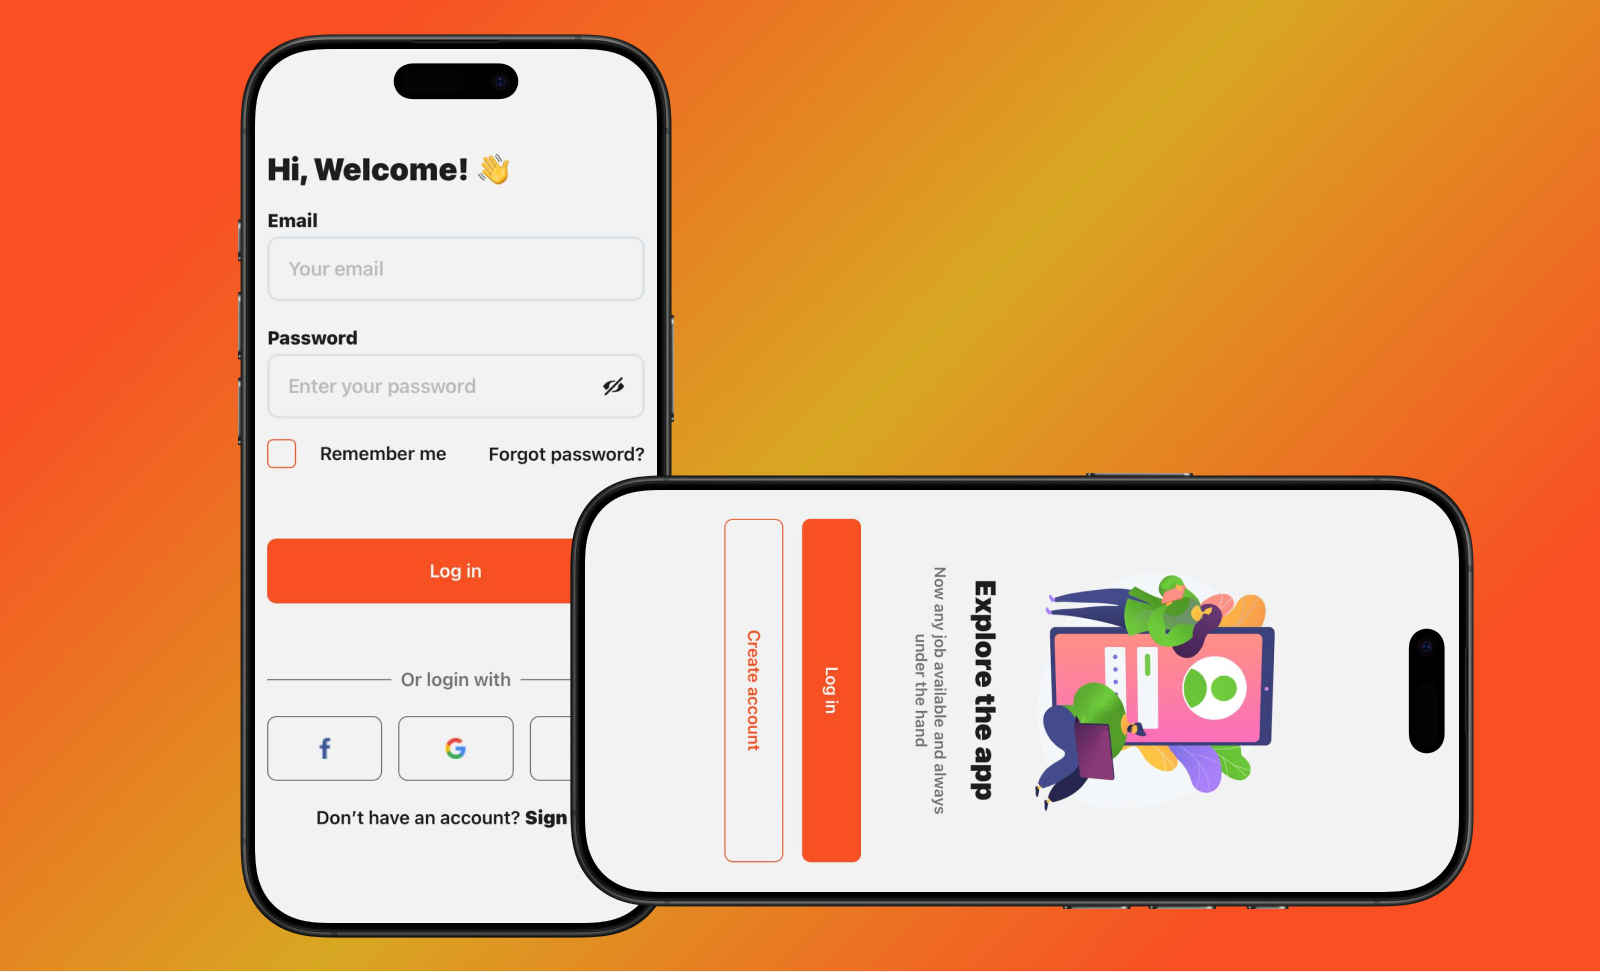 Hi, Welcome! 👋
Email
Your email
Password
Enter your password
Remember me
Forgot password?
Log in
Or login with
f
G
Don't have an account? Sign
Explore the app
Now any job available and always
under the hand
Log in
Create account